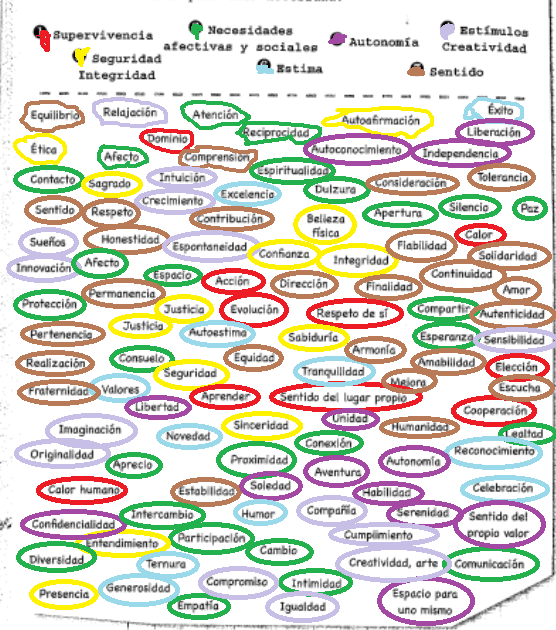 Supervivencia
Necesidades
afectivas y sociales
Autonomía
Estímulos
Creatividad
Seguridad
Integridad
Estima
Sentido
Equilibrio Relajación Atención Autoafirmación Éxito
Dominio Reciprocidad Liberación
Ética Afecto Comprensión Autoconocimiento Independencia
Contacto Sagrado Intuición Espiritualidad Consideración Tolerancia
Crecimiento Excelencia Dulzura
Sentido Respeto Contribución Belleza
física Apertura Silencio Paz
Sueños Honestidad Espontaneidad Fiabilidad Calor
Innovación Afecto Confianza Integridad Solidaridad
Espacio Acción Dirección Finalidad Continuidad
Protección Permanencia Justicia Evolución Respeto de sí Compartir Amor
Autenticidad
Pertenencia Justicia Autoestima Sabiduría Esperanza Sensibilidad
Realización Consuelo Equidad Armonía Amabilidad Elección
Seguridad Tranquilidad Mejora
Fraternidad Valores Aprender Sentido del lugar propio Escucha
Libertad Unidad Cooperación
Imaginación Novedad Sinceridad Conexión Humanidad Lealtad
Originalidad Aprecio Proximidad Aventura Autonomía Reconocimiento
Calor humano Estabilidad Soledad Habilidad Celebración
Confidencialidad Intercambio Humor Compañía Serenidad Sentido del
propio valor
Entendimiento Participación Cumplimiento
Diversidad Ternura Cambio Creatividad, arte Comunicación
Presencia Generosidad Compromiso Intimidad Espacio para
uno mismo
Empatía Igualdad